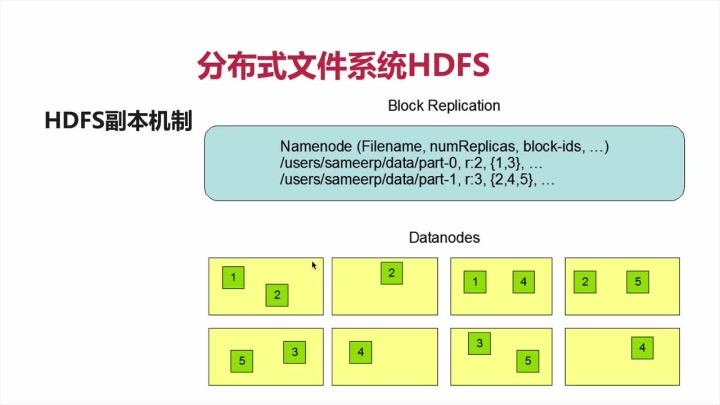 分布式文件系统HDFS
HDFS副本机制
Block Replication
Namenode (Filename, numReplicas, block-ids, …)
/users/sameerp/data/part-0, r:2, {1,3}, …
/users/sameerp/data/part-1, r:3, {2,4,5}, …
Datanodes
1
2
2
1
4
2
5
5
3
4
3
5
4